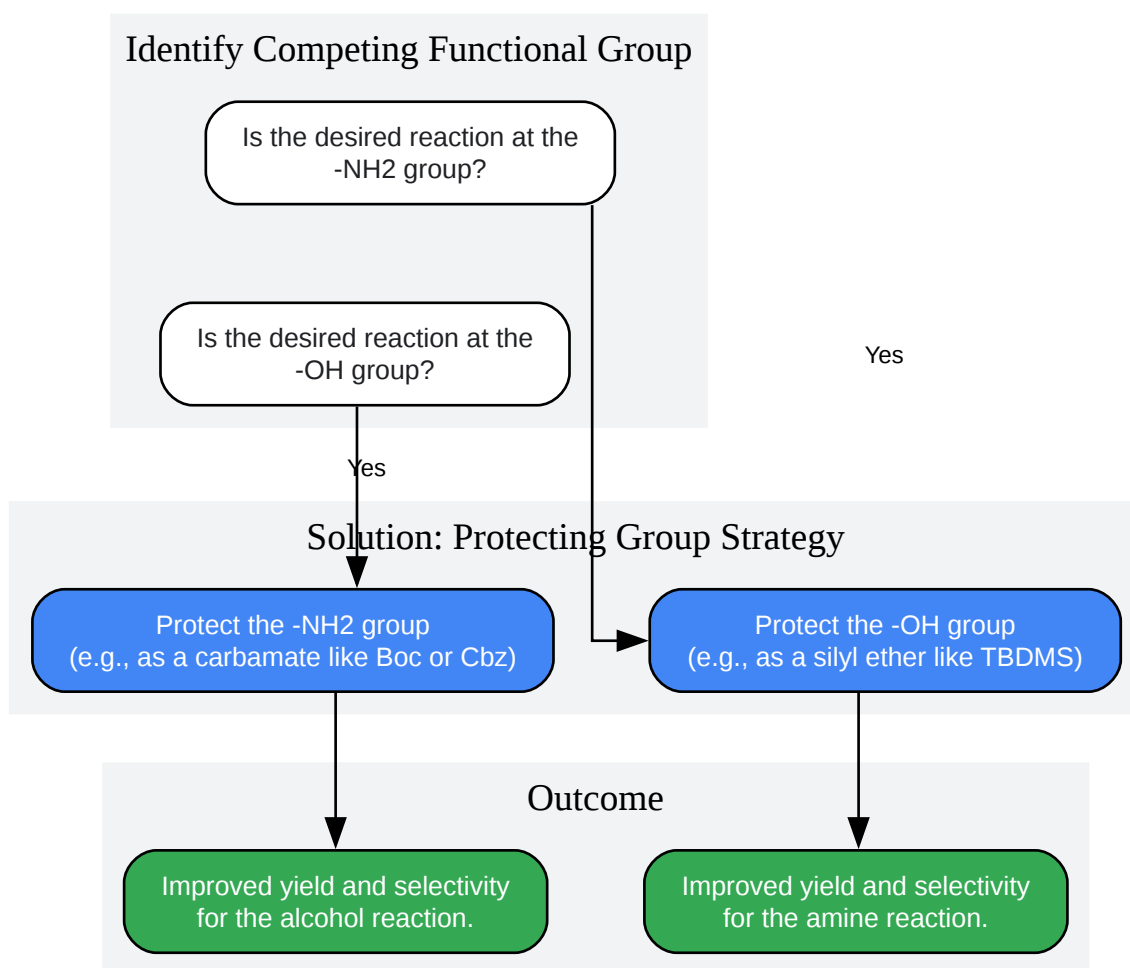 Identify Competing Functional Group
Is the desired reaction at the
-NH2 group?
Is the desired reaction at the
-OH group?
Yes
Yes
Solution: Protecting Group Strategy
Protect the -NH2 group
(e.g., as a carbamate like Boc or Cbz)
Protect the -OH group
(e.g., as a silyl ether like TBDMS)
Outcome
Improved yield and selectivity
for the alcohol reaction.
Improved yield and selectivity
for the amine reaction.